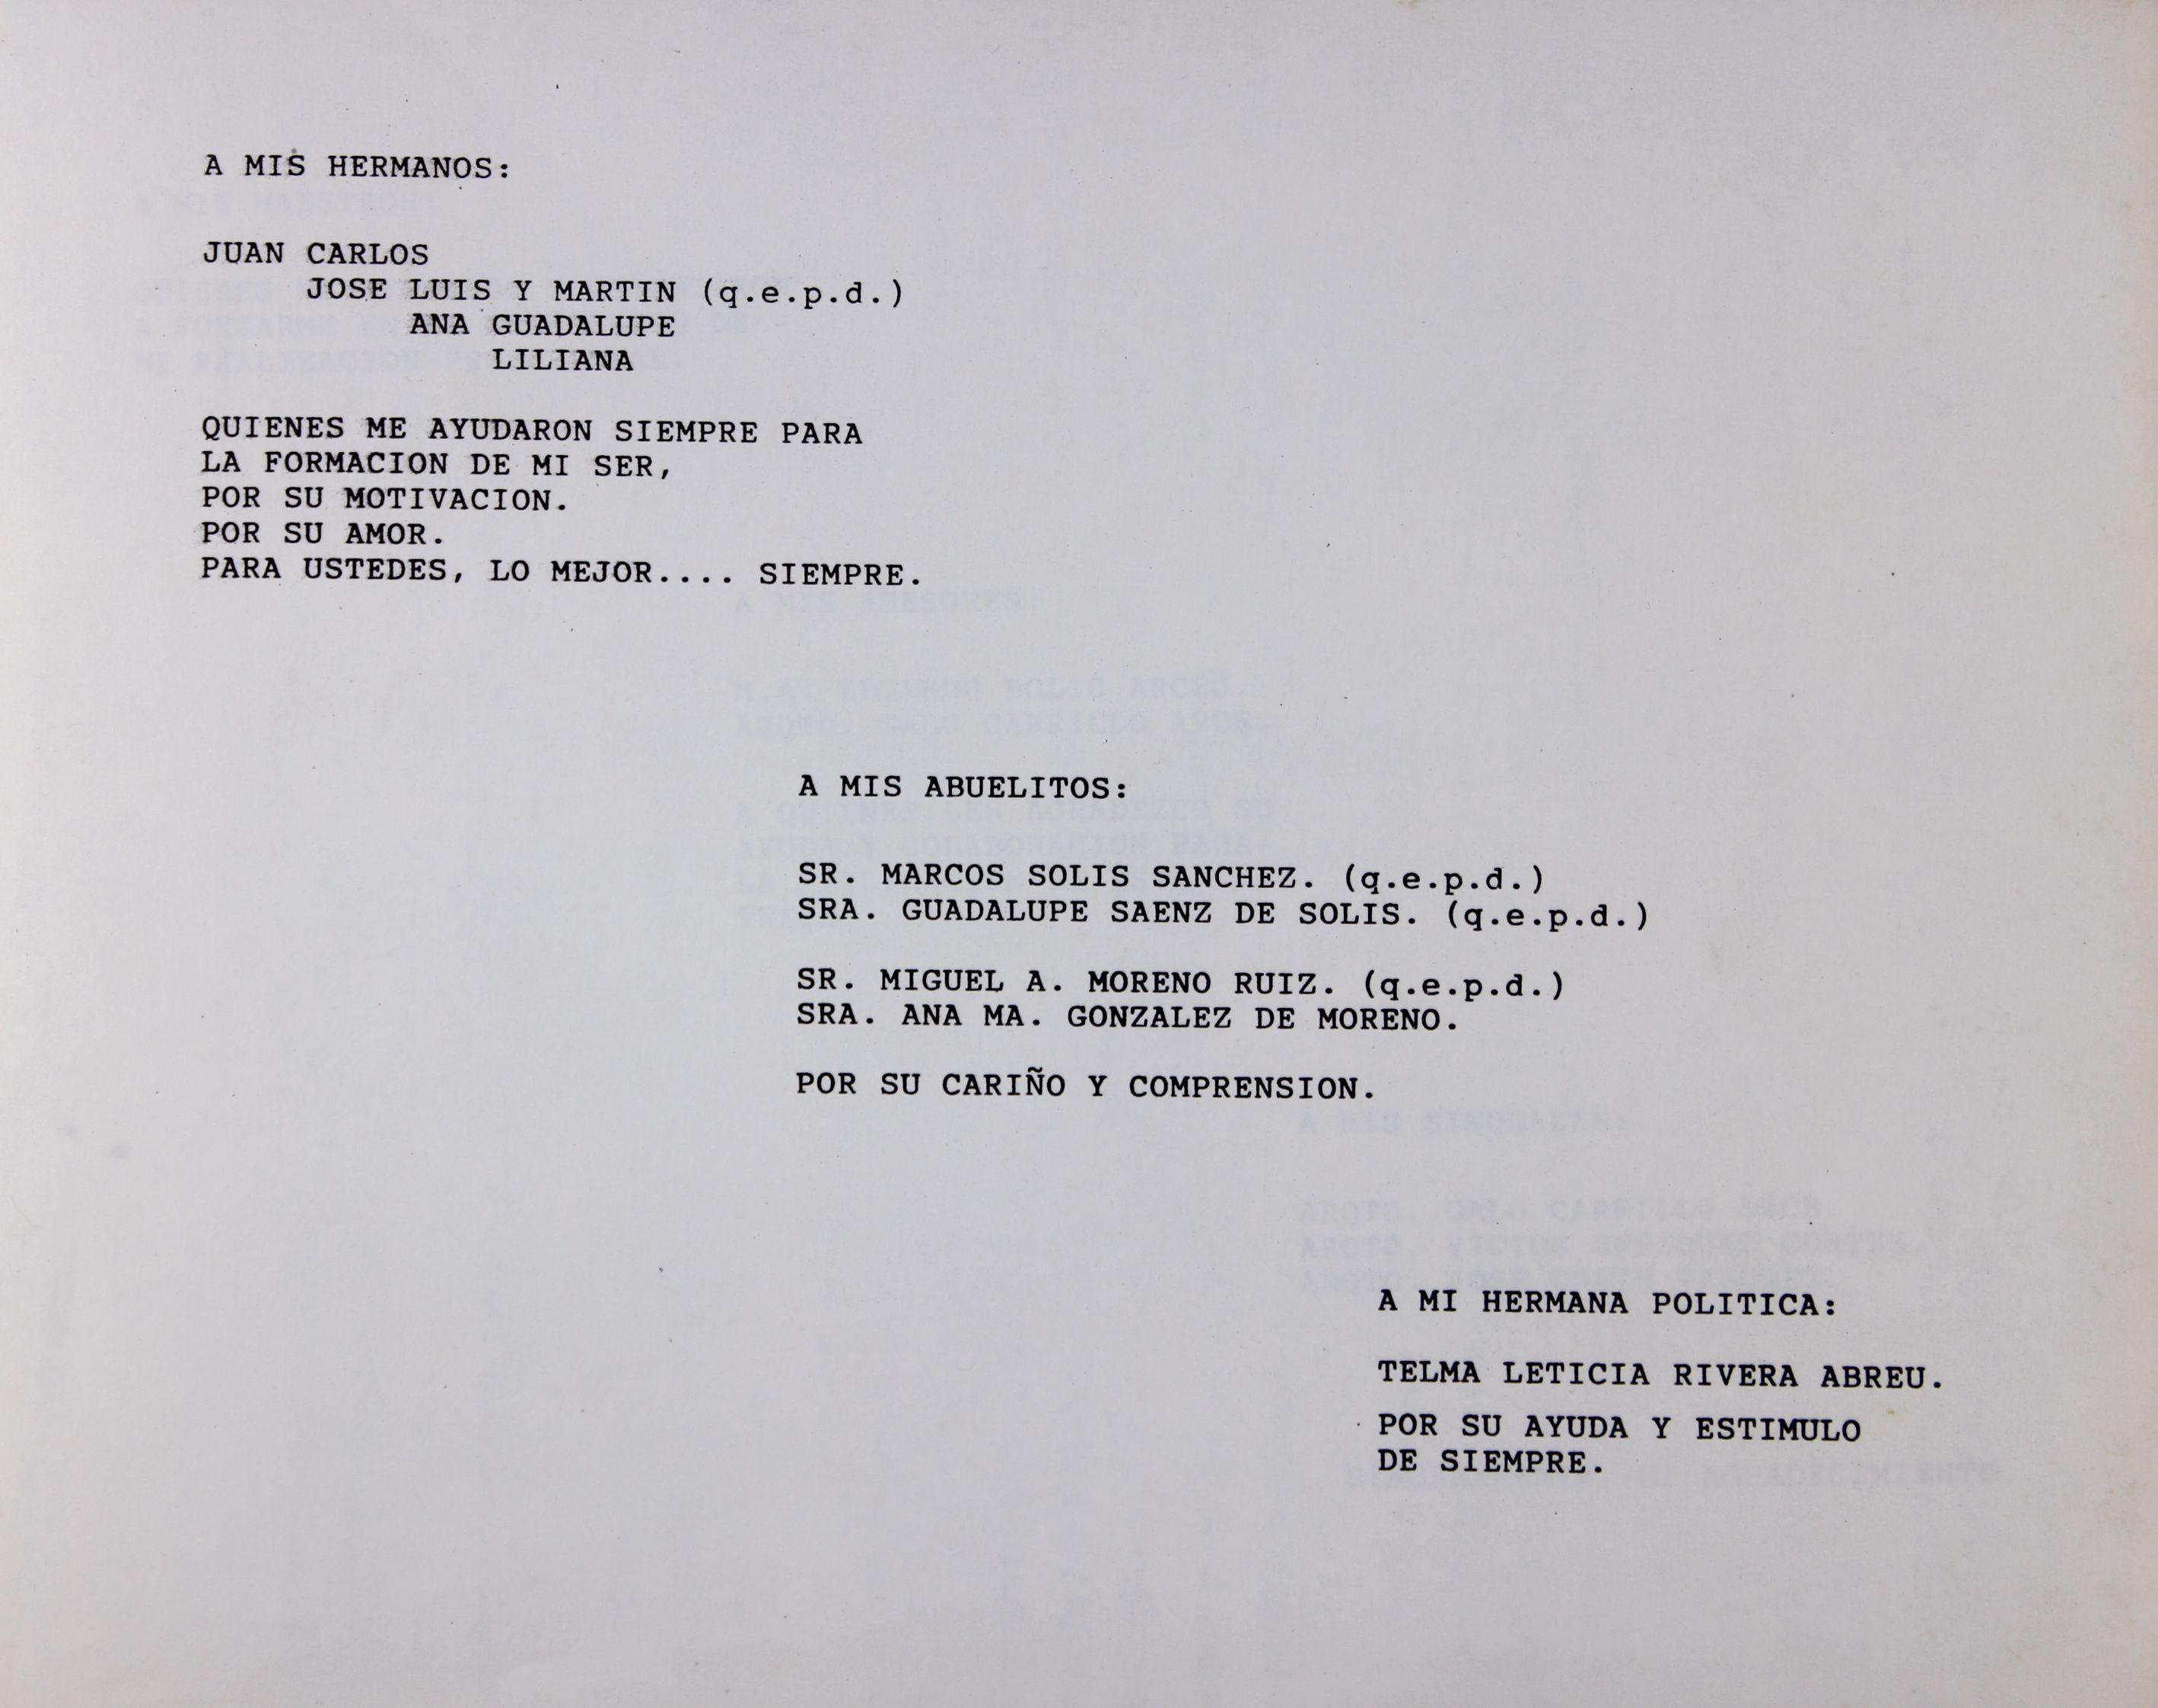 A MIS HERMANOS:
JUAN CARLOS
JOSE LUIS Y MARTIN (q.e.p.d.)
ANA GUADALUPE
LILIANA
QUIENES ME AYUDARON SIEMPRE PARA
LA FORMACION DE MI SER,
POR SU MOTIVACION.
POR SU AMOR.
PARA USTEDES, LO MEJOR.... SIEMPRE.
A MIS ABUELITOS:
SR. MARCOS SOLIS SANCHEZ. (q.e.p.d.)
SRA. GUADALUPE SAENZ DE SOLIS. (q.e.p.d.)
SR. MIGUEL A. MORENO RUIZ. (q.e.p.d.)
SRA. ANA MA. GONZALEZ DE MORENO.
POR SU CARIÑO Y COMPRENSION.
A MI HERMANA POLITICA:
TELMA LETICIA RIVERA ABREU.
POR SU AYUDA Y ESTIMULO
DE SIEMPRE.